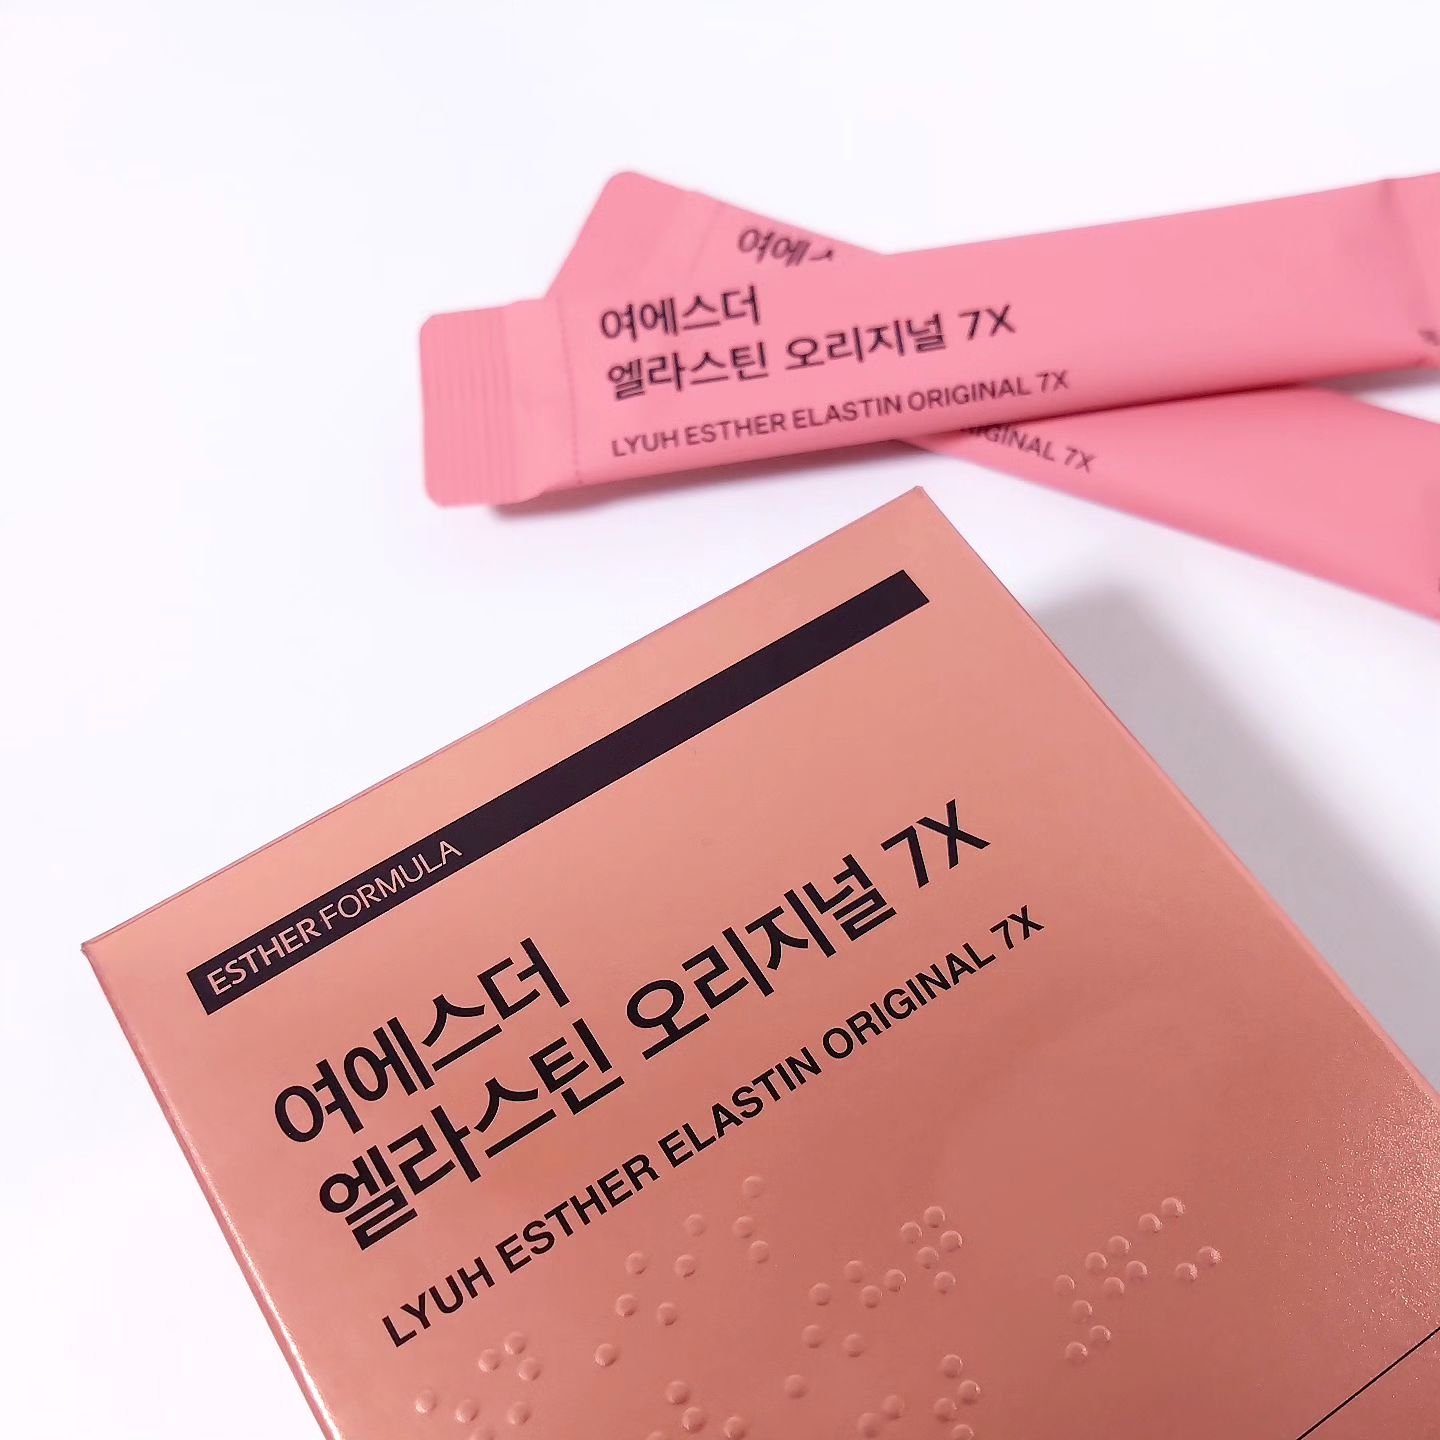 여에스
여에스더
엘라스틴 오리지널 7X
LYUH ESTHER ELASTIN ORIGINAL 7X
ORIGINAL 7X
ESTHER FORMULA
여에스더
엘라스틴 오리지널 7X
LYUH ESTHER ELASTIN ORIGINAL 7X